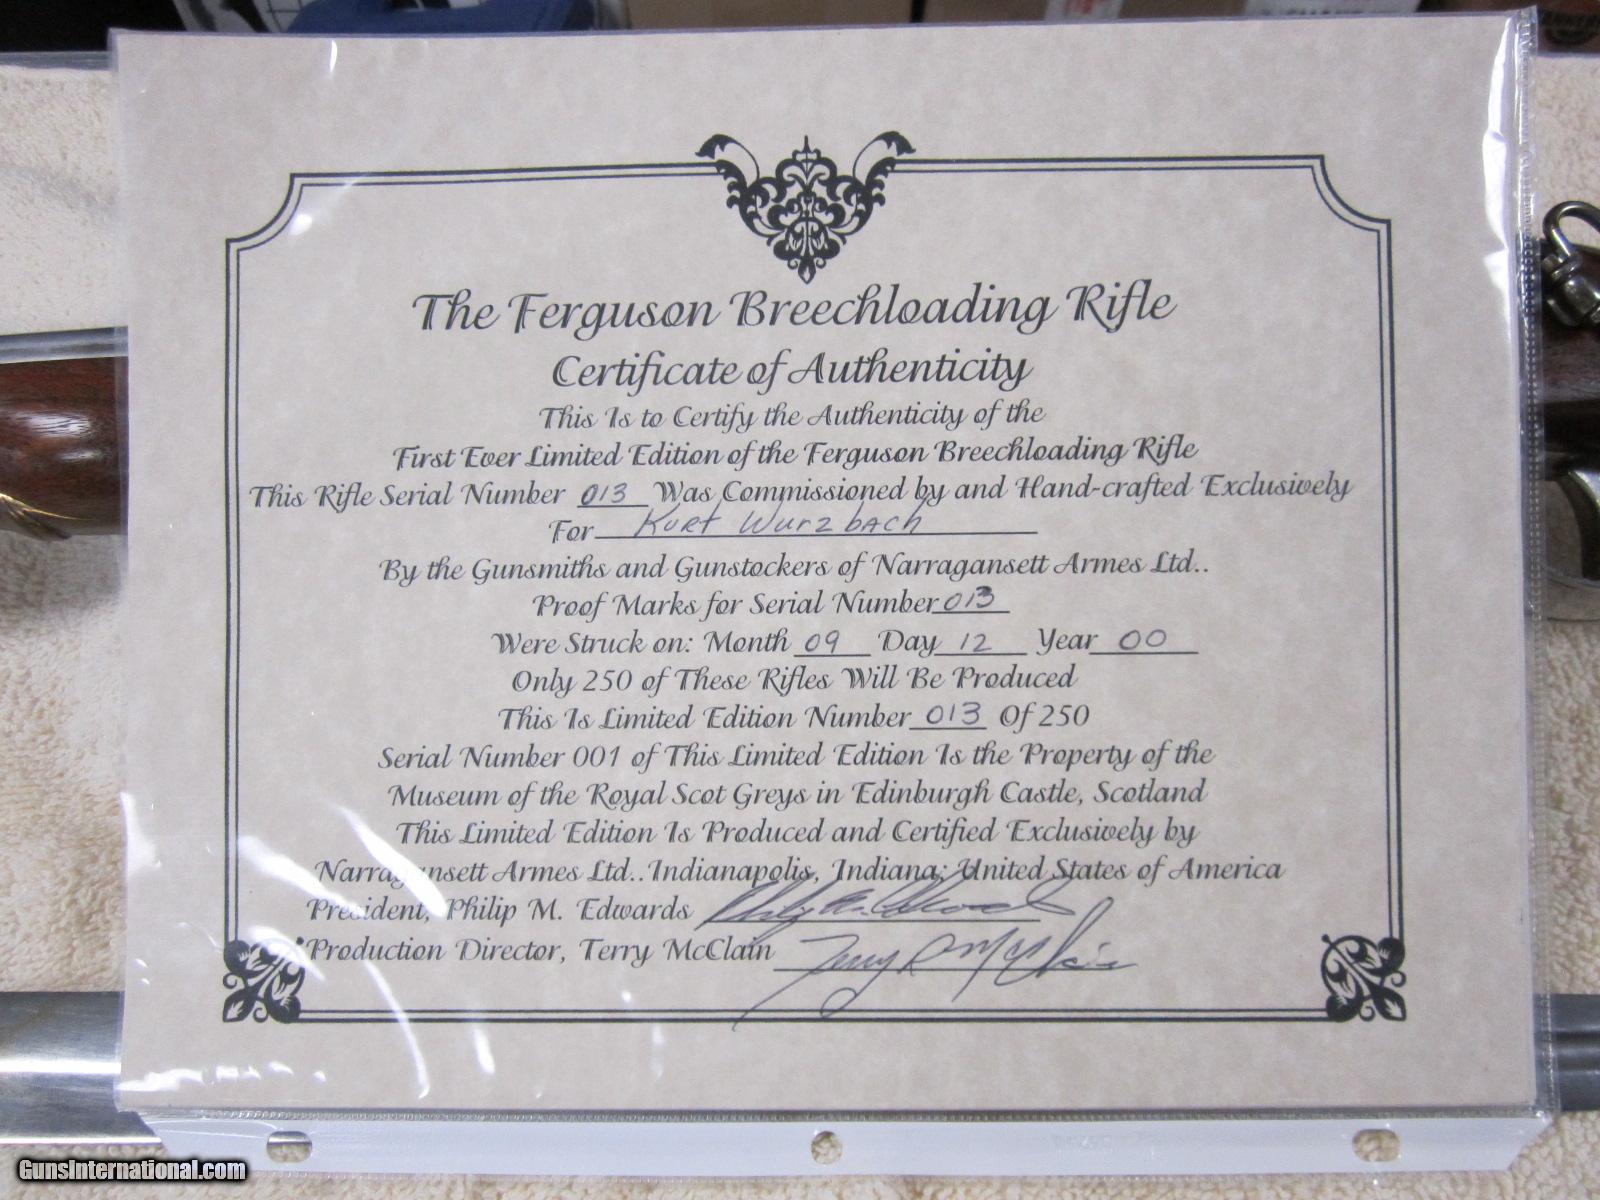 The Ferguson Breechloading Rifle
Certificate of Authenticity
This Is to Certify the Authenticity of the
First Ever Limited Edition of the Ferguson Breechloading Rifle
This Rifle Serial Number 013 Was Commissioned by and Hand-crafted Exclusively
For Kurt Wurzbach
By the Gunsmiths and Gunstockers of Narragansett Armes Ltd..
Proof Marks for Serial Number 013
Were Struck on: Month 09 Day 12 Year 00
Only 250 of These Rifles Will Be Produced
This Is Limited Edition Number 013 Of 250
Serial Number 001 of This Limited Edition Is the Property of the
Museum of the Royal Scot Greys in Edinburgh Castle, Scotland
This Limited Edition Is Produced and Certified Exclusively by
Narragansett Armes Ltd.. Indianapolis, Indiana; United States of America
President, Philip M. Edwards
Production Director, Terry McClain
GunsInternational.com